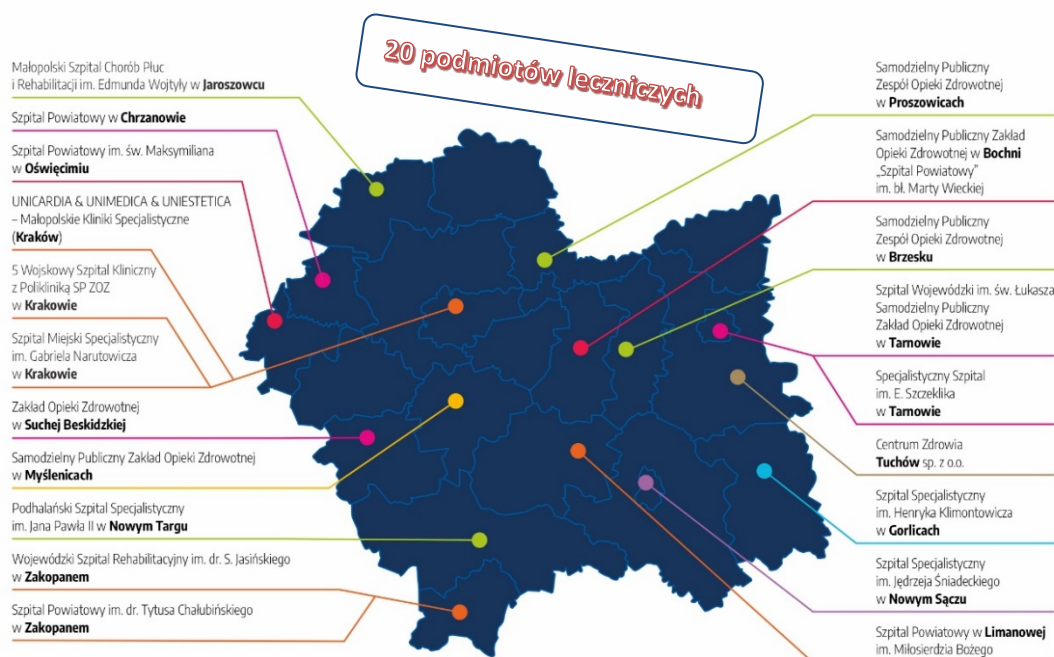 20 podmiotów leczniczych
Małopolski Szpital Chorób Płuc
i Rehabilitacji im. Edmunda Wojtyły w Jaroszowcu
Szpital Powiatowy w Chrzanowie
Szpital Powiatowy im. św. Maksymiliana
w Oświęcimiu
UNICARDIA & UNIMEDICA & UNIESTETICA
– Małopolskie Kliniki Specjalistyczne
(Kraków)
5 Wojskowy Szpital Kliniczny
z Polikliniką SP ZOZ
w Krakowie
Szpital Miejski Specjalistyczny
im. Gabriela Narutowicza
w Krakowie
Zakład Opieki Zdrowotnej
w Suchej Beskidzkiej
Samodzielny Publiczny Zakład Opieki Zdrowotnej
w Myślenicach
Podhalański Szpital Specjalistyczny
im. Jana Pawła II w Nowym Targu
Wojewódzki Szpital Rehabilitacyjny im. dr. S. Jasińskiego
w Zakopanem
Szpital Powiatowy im. dr. Tytusa Chałubińskiego
w Zakopanem
Samodzielny Publiczny
Zespół Opieki Zdrowotnej
w Proszowicach
Samodzielny Publiczny Zakład
Opieki Zdrowotnej w Bochni
„Szpital Powiatowy”
im. bł. Marty Wieckiej
Samodzielny Publiczny
Zespół Opieki Zdrowotnej
w Brzesku
Szpital Wojewódzki im. św. Łukasza
Samodzielny Publiczny
Zakład Opieki Zdrowotnej
w Tarnowie
Specjalistyczny Szpital
im. E. Szczeklika
w Tarnowie
Centrum Zdrowia
Tuchów sp. z o.o.
Szpital Specjalistyczny
im. Henryka Klimontowicza
w Gorlicach
Szpital Specjalistyczny
im. Jędrzeja Śniadeckiego
w Nowym Sączu
Szpital Powiatowy w Limanowej
im. Miłosierdzia Bożego